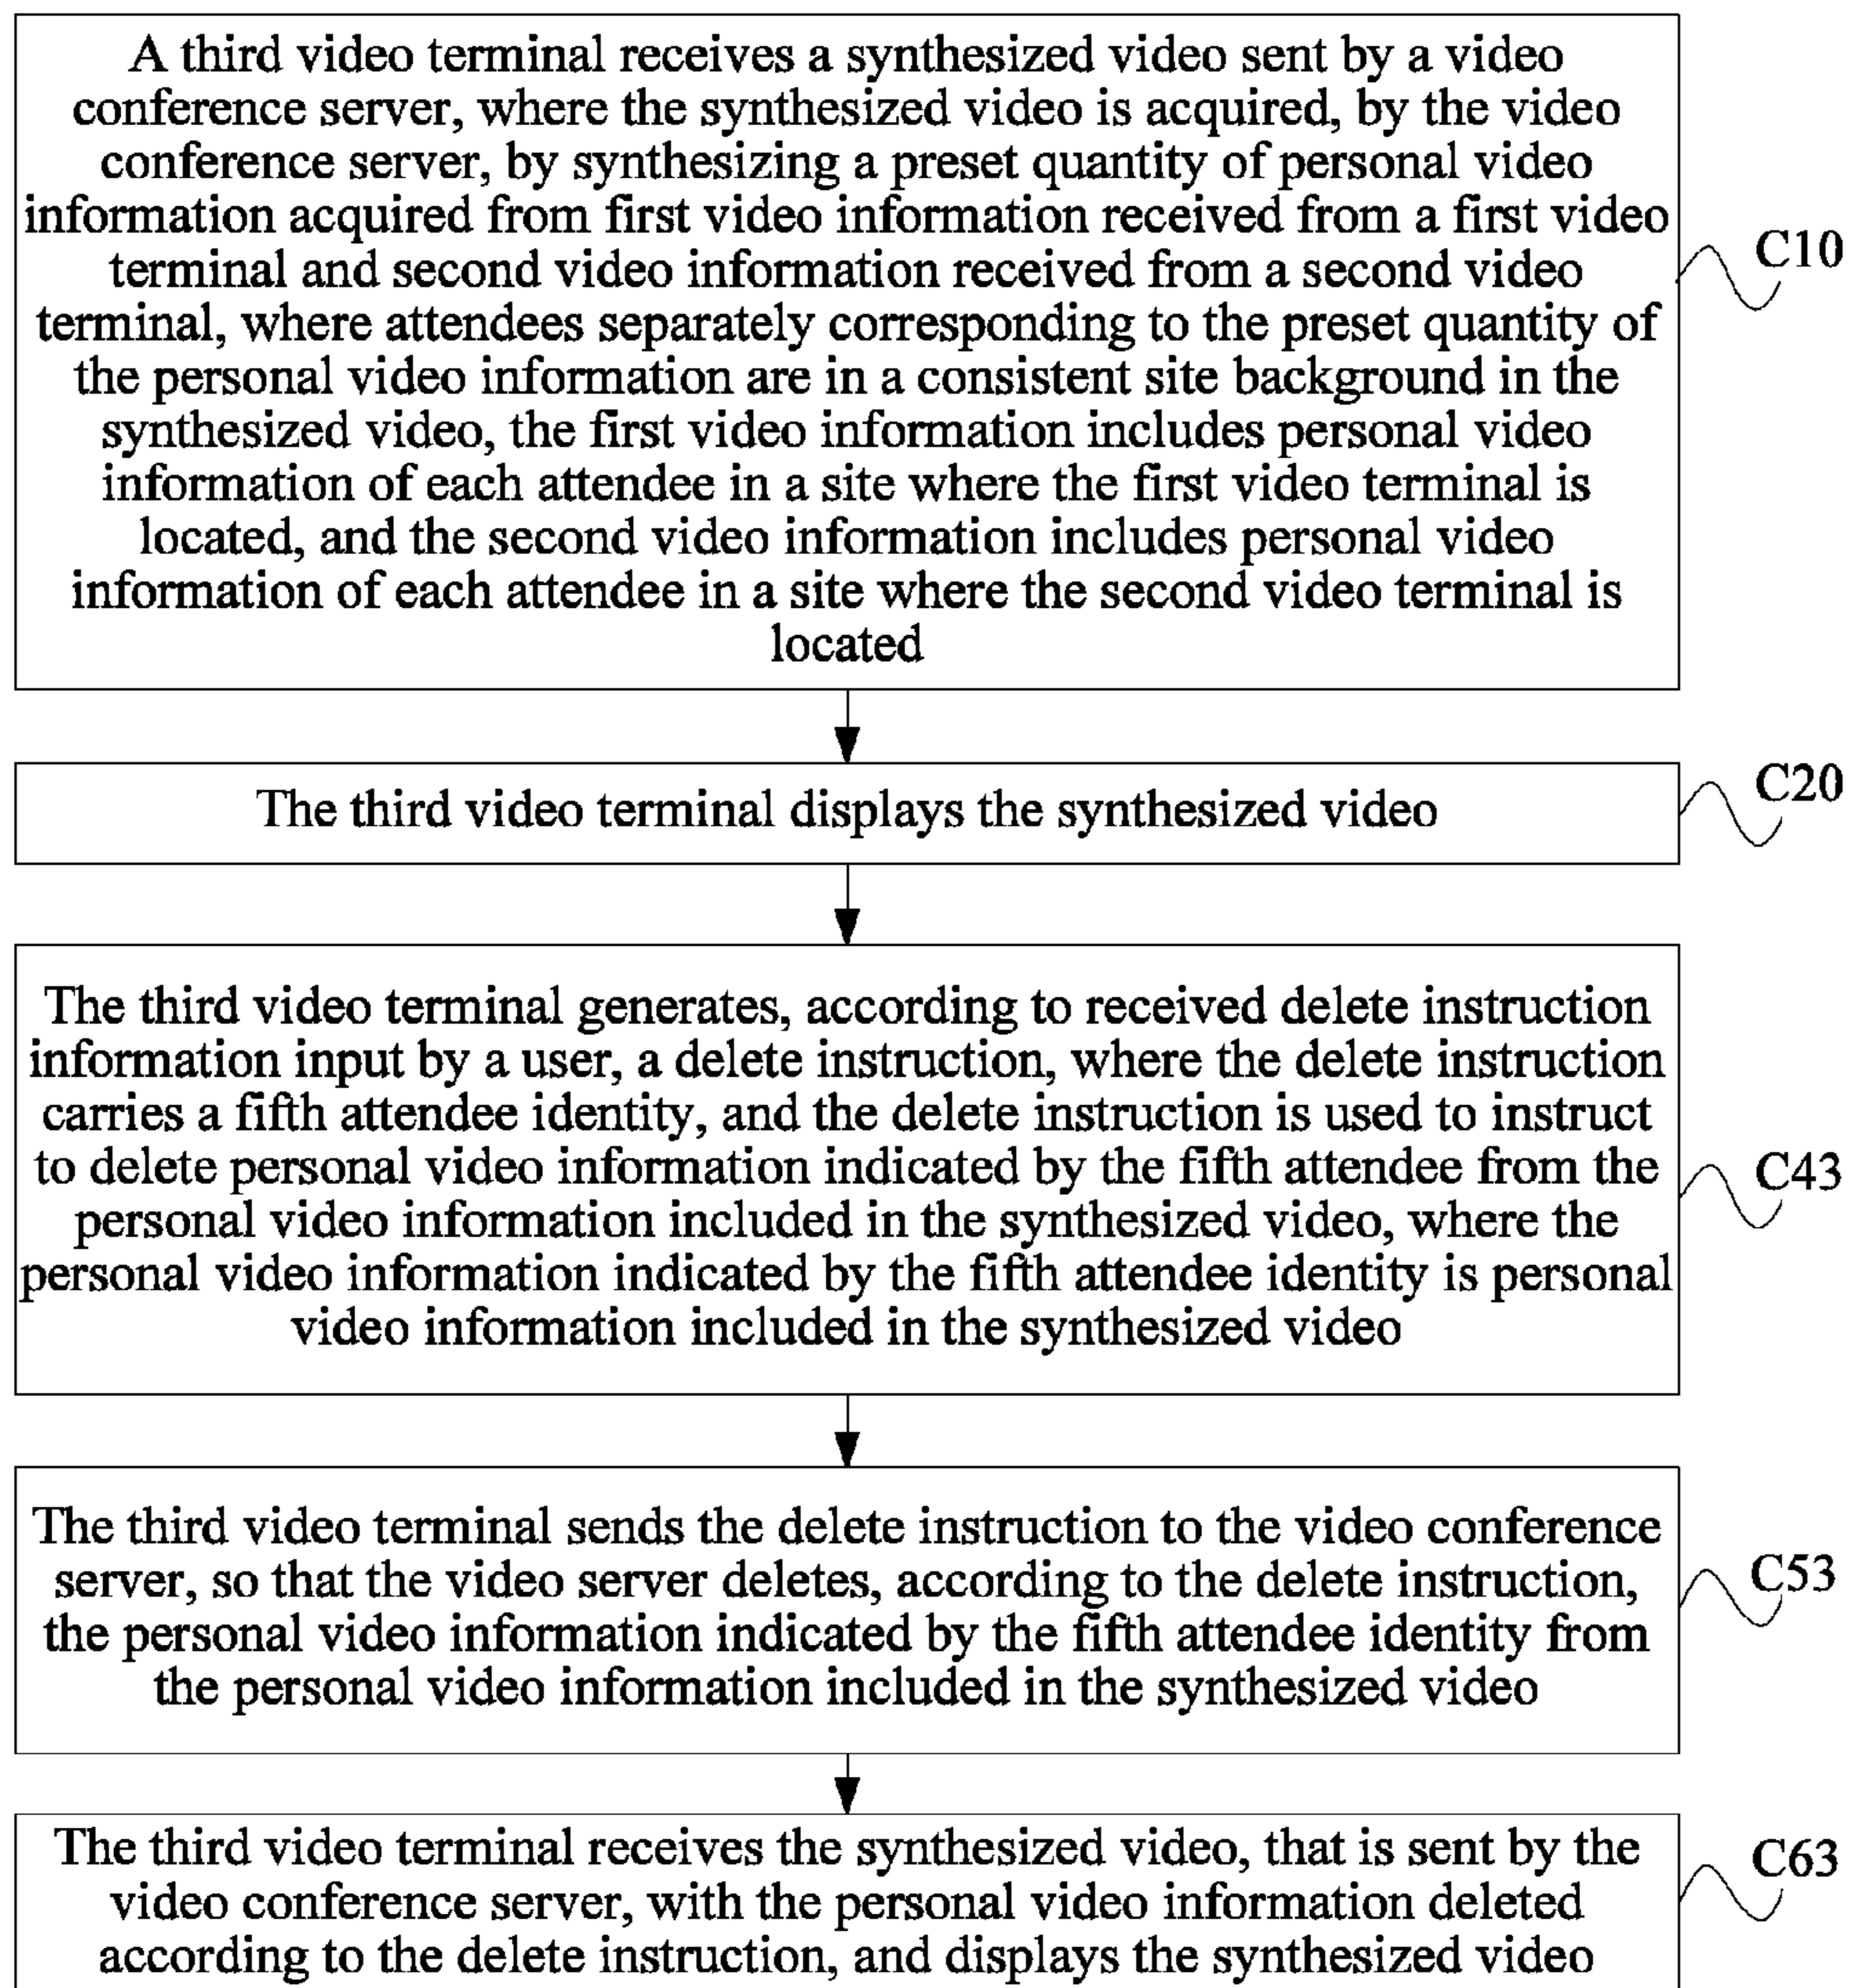 A third video terminal receives a synthesized video sent by a video
conference server, where the synthesized video is acquired, by the video
conference server, by synthesizing a preset quantity of personal video
information acquired from first video information received from a first video
terminal and second video information received from a second video
terminal, where attendees separately corresponding to the preset quantity of
the personal video information are in a consistent site background in the
synthesized video, the first video information includes personal video
information of each attendee in a site where the first video terminal is
located, and the second video information includes personal video
information of each attendee in a site where the second video terminal is
located
C10
The third video terminal displays the synthesized video
C20
The third video terminal generates, according to received delete instruction
information input by a user, a delete instruction, where the delete instruction
carries a fifth attendee identity, and the delete instruction is used to instruct
to delete personal video information indicated by the fifth attendee from the
personal video information included in the synthesized video, where the
personal video information indicated by the fifth attendee identity is personal
video information included in the synthesized video
C43
The third video terminal sends the delete instruction to the video conference
server, so that the video server deletes, according to the delete instruction,
the personal video information indicated by the fifth attendee identity from
the personal video information included in the synthesized video
C53
The third video terminal receives the synthesized video, that is sent by the
video conference server, with the personal video information deleted
according to the delete instruction, and displays the synthesized video
C63